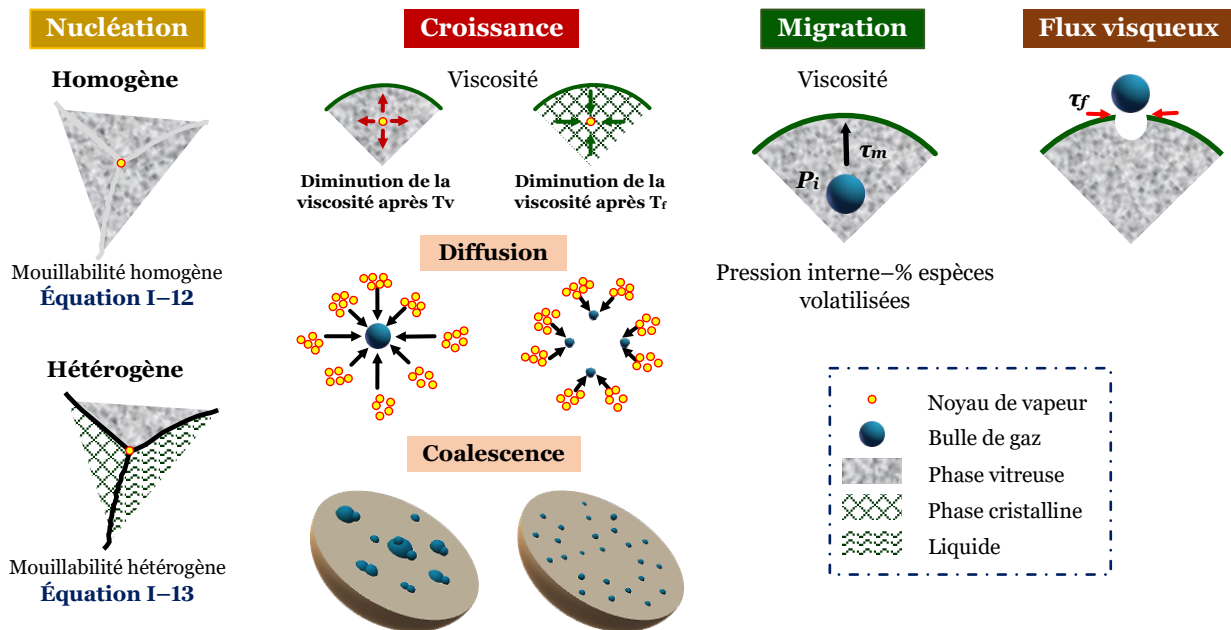 Nucléation
Homogène
Mouillabilité homogène
Équation I–12
Hétérogène
Mouillabilité hétérogène
Équation I–13
Croissance
Viscosité
Diminution de la
viscosité après Tv
Diminution de la
viscosité après Tf
Diffusion
Coalescence
Migration
Viscosité
τm
Pi
Pression interne–% espèces
volatilisées
Flux visqueux
τf
Noyau de vapeur
Bulle de gaz
Phase vitreuse
Phase cristalline
Liquide